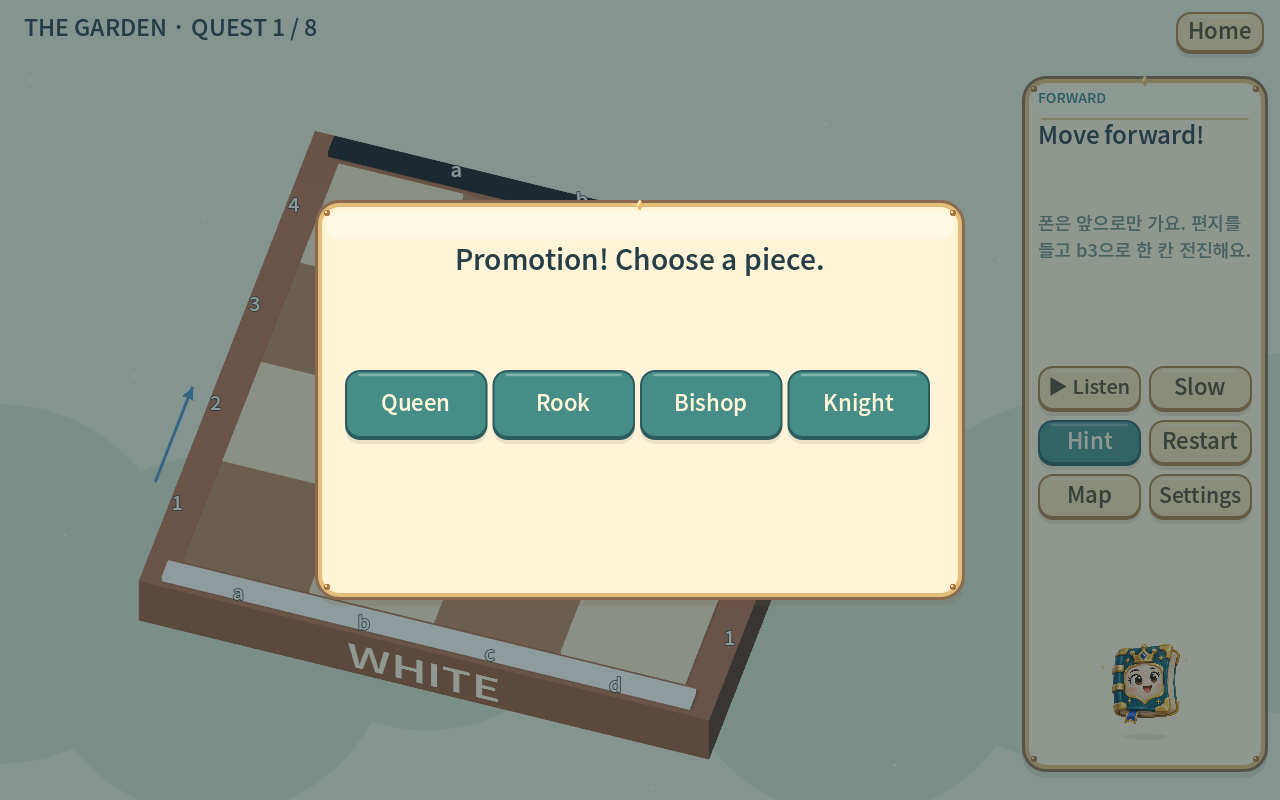 THE GARDEN · QUEST 1 / 8
Home
FORWARD
Move forward!
폰은 앞으로만 가요. 편지를
들고 b3으로 한 칸 전진해요.
▶ Listen
Slow
Hint
Restart
Map
Settings
Promotion! Choose a piece.
Queen
Rook
Bishop
Knight
a
b
4
3
2
1
a
b
c
d
1
WHITE